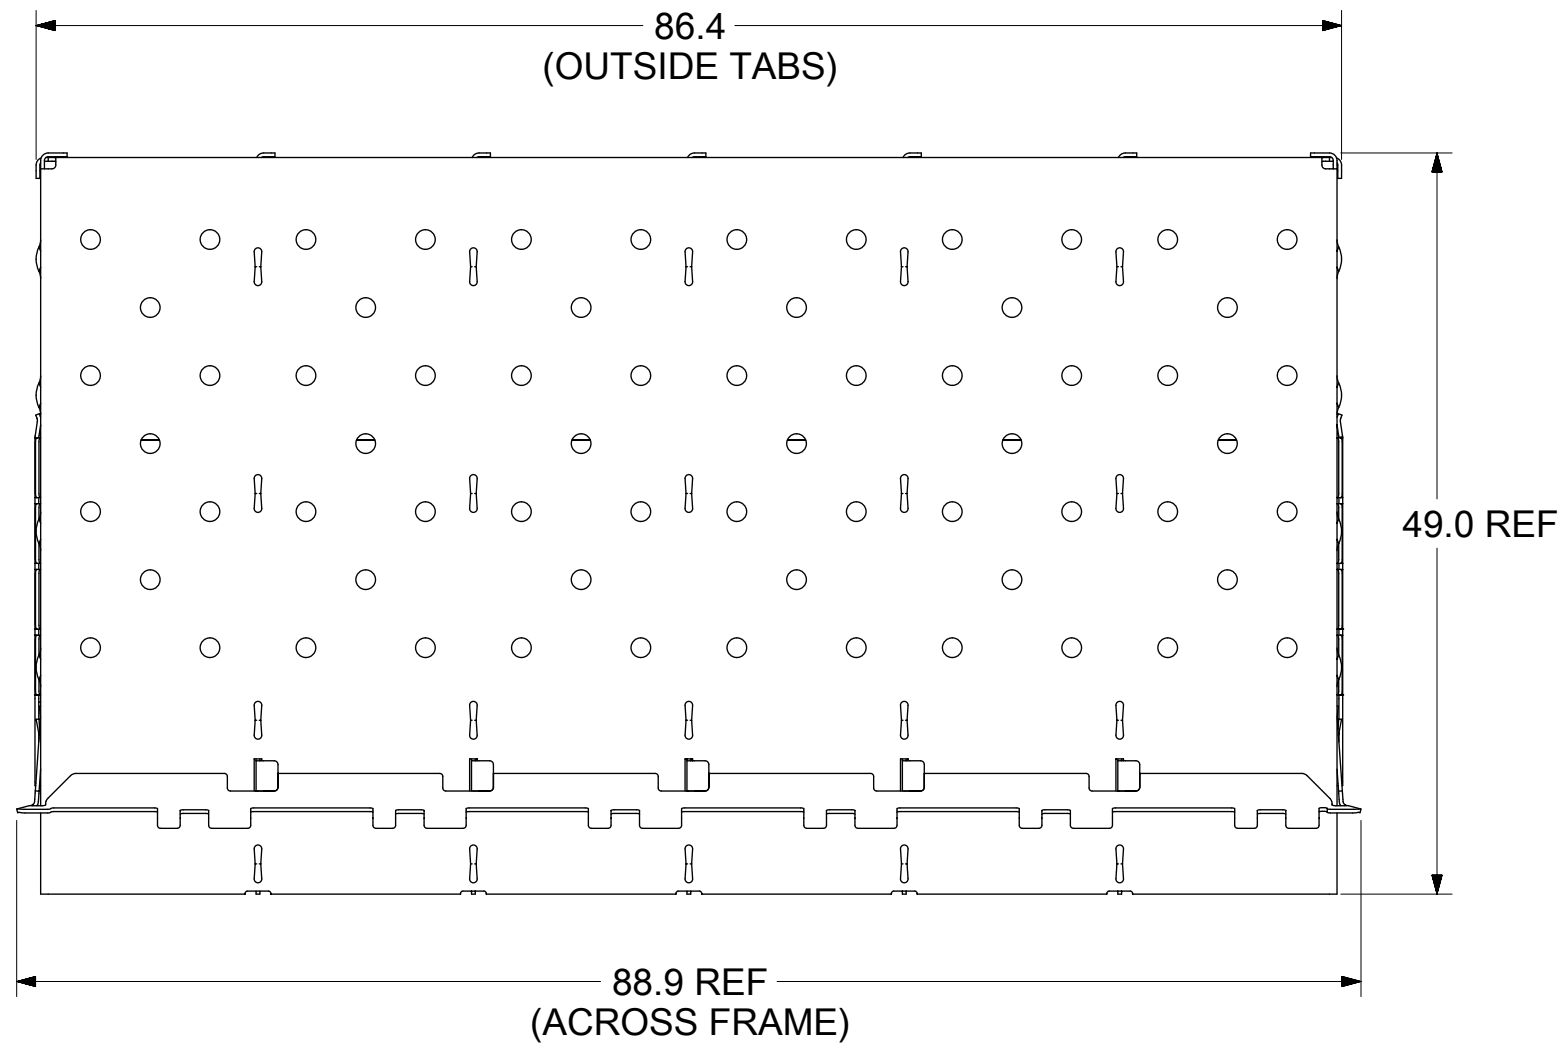 86.4
(OUTSIDE TABS)
49.0 REF
88.9 REF
(ACROSS FRAME)